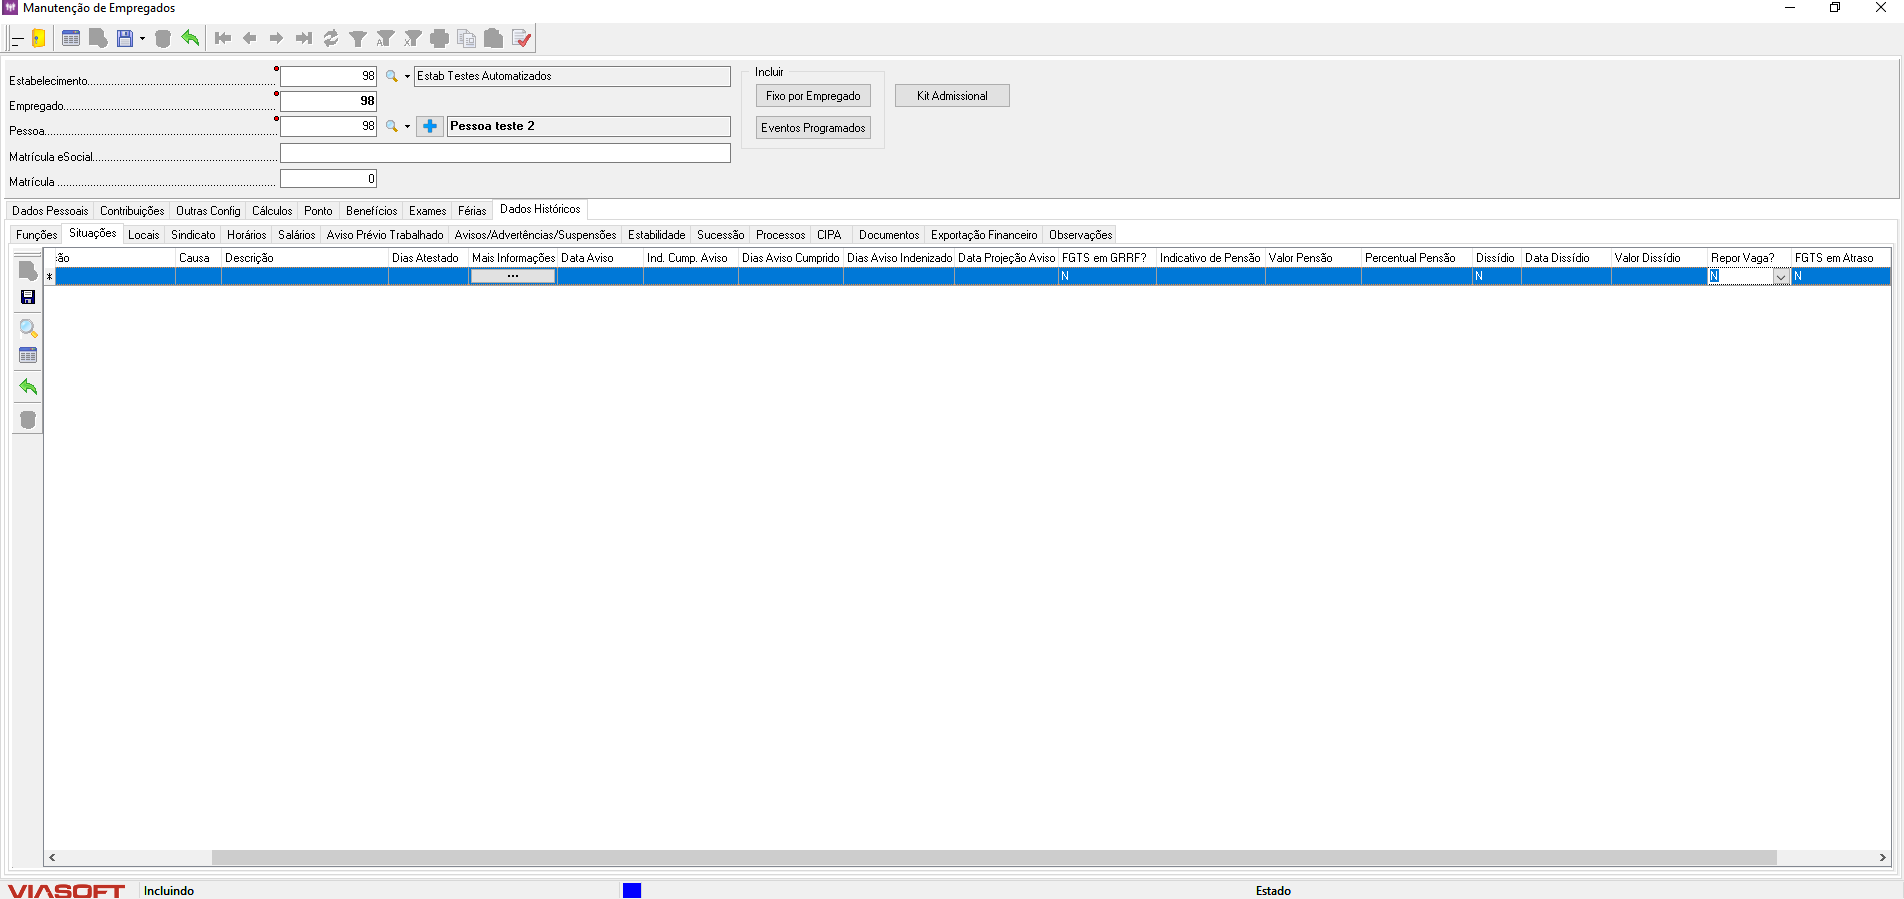 Manutenção de Empregados
Estabelecimento 98 Estab Testes Automatizados
Empregado 98
Pessoa 98 Pessoa teste 2
Matrícula eSocial
Matrícula 0
Incluir
Fixo por Empregado
Eventos Programados
Kit Admissional
Dados Pessoais Contribuições Outras Config Cálculos Ponto Benefícios Exames Férias Dados Históricos
Funções Situações Locais Sindicato Horários Salários Aviso Prévio Trabalhado Avisos/Advertências/Suspensões Estabilidade Sucessão Processos CIPA Documentos Exportação Financeiro Observações
ão Causa Descrição Dias Atestado Mais Informações Data Aviso Ind. Cump. Aviso Dias Aviso Cumprido Dias Aviso Indenizado Data Projeção Aviso FGTS em GRRF? Indicativo de Pensão Valor Pensão Percentual Pensão Dissídio Data Dissídio Valor Dissídio Repor Vaga? FGTS em Atraso
* ... N N N N
VIASOFT Incluindo Estado